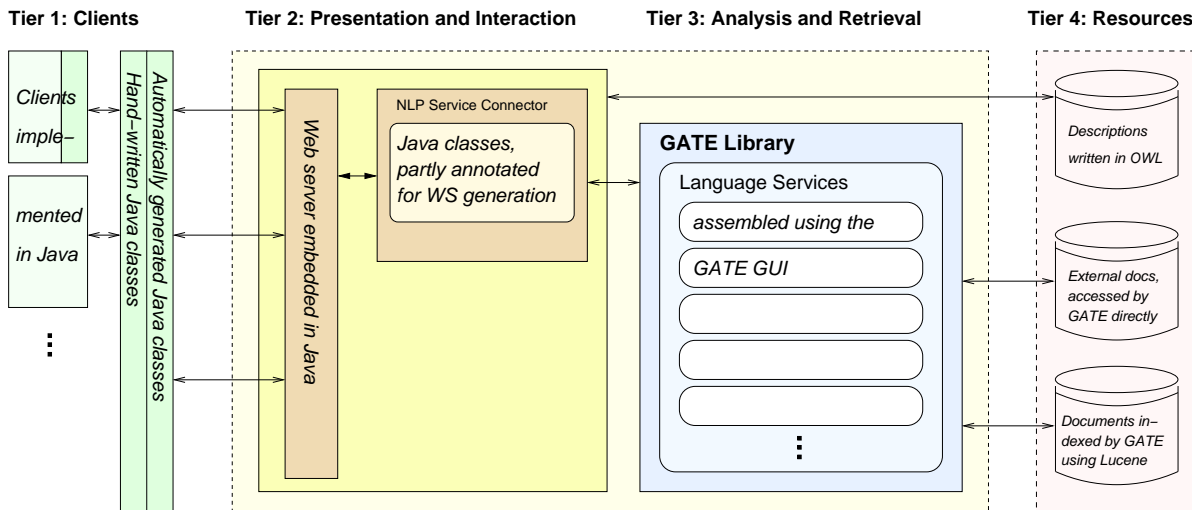 Tier 1: Clients
Tier 2: Presentation and Interaction
Tier 3: Analysis and Retrieval
Tier 4: Resources
Clients
imple−
mented
in Java
...
Hand−written Java classes
Automatically generated Java classes
Web server embedded in Java
NLP Service Connector
Java classes,
partly annotated
for WS generation
GATE Library
Language Services
assembled using the
GATE GUI
...
Descriptions
written in OWL
External docs,
accessed by
GATE directly
Documents in−
dexed by GATE
using Lucene